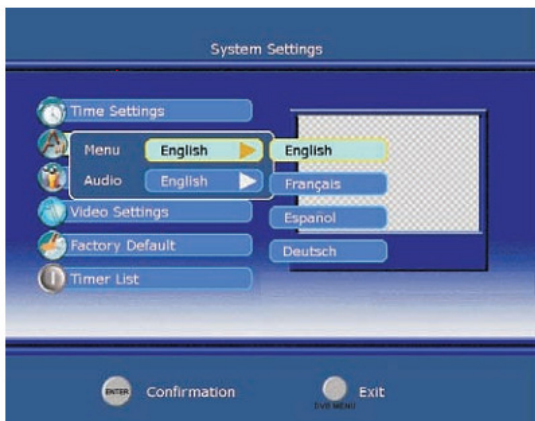 System Settings
Time Settings
Menu English English
Audio English Français
Video Settings Español
Factory Default Deutsch
Timer List
ENTER Confirmation Exit
DVB MENU